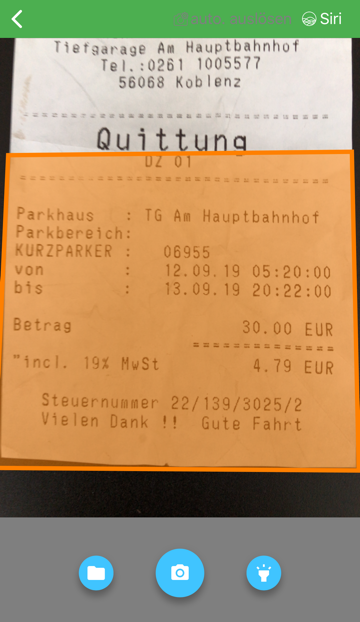 auto. auslösen Siri
Tiefgarage Am Hauptbahnhof
Tel.:0261 1005577
56068 Koblenz
===========================
Quittung
DZ 01
===========================
Parkhaus : TG Am Hauptbahnhof
Parkbereich:
KURZPARKER : 06955
von : 12.09.19 05:20:00
bis : 13.09.19 20:22:00
Betrag 30.00 EUR
==============
"incl. 19% MwSt 4.79 EUR
Steuernummer 22/139/3025/2
Vielen Dank !! Gute Fahrt